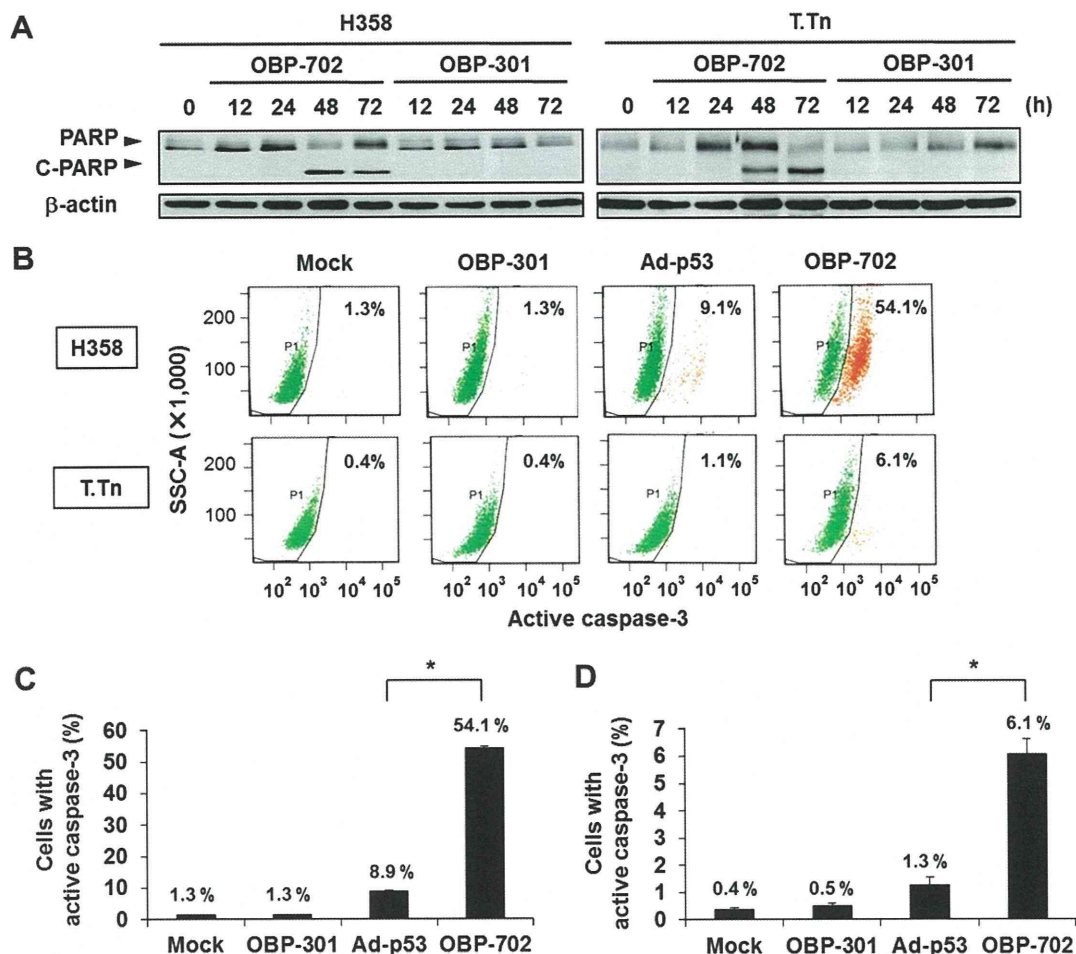 A
H358
T.Tn
OBP-702 OBP-301 OBP-702 OBP-301
0 12 24 48 72 12 24 48 72 0 12 24 48 72 12 24 48 72 (h)
PARP
C-PARP
β-actin
B
Mock OBP-301 Ad-p53 OBP-702
H358
200
100
P1 1.3%
P1 1.3%
P1 9.1%
P1 54.1%
T.Tn
200
100
P1 0.4%
P1 0.4%
P1 1.1%
P1 6.1%
SSC-A (×1,000)
10² 10³ 10⁴ 10⁵ 10² 10³ 10⁴ 10⁵ 10² 10³ 10⁴ 10⁵ 10² 10³ 10⁴ 10⁵
Active caspase-3
C
*
Cells with
active caspase-3 (%)
60
50
40
30
20
10
0
1.3 %
1.3 %
8.9 %
54.1 %
Mock OBP-301 Ad-p53 OBP-702
D
*
Cells with
active caspase-3 (%)
7
6
5
4
3
2
1
0
0.4 %
0.5 %
1.3 %
6.1 %
Mock OBP-301 Ad-p53 OBP-702